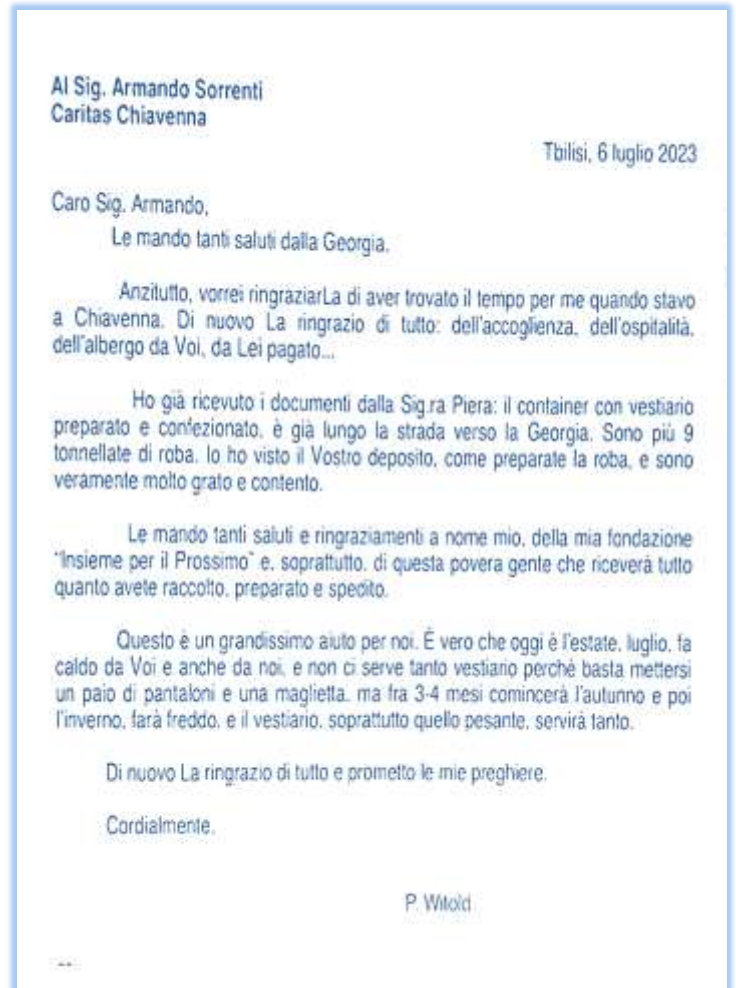 Al Sig. Armando Sorrenti
Caritas Chiavenna
Tbilisi, 6 luglio 2023
Caro Sig. Armando,
Le mando tanti saluti dalla Georgia.
Anzitutto, vorrei ringraziarLa di aver trovato il tempo per me quando stavo
a Chiavenna. Di nuovo La ringrazio di tutto: dell'accoglienza, dell'ospitalità,
dell'albergo da Voi, da Lei pagato...
Ho già ricevuto i documenti dalla Sig.ra Piera: il container con vestiario
preparato e confezionato, è già lungo la strada verso la Georgia. Sono più 9
tonnellate di roba. Io ho visto il Vostro deposito, come preparate la roba, e sono
veramente molto grato e contento.
Le mando tanti saluti e ringraziamenti a nome mio, della mia fondazione
"Insieme per il Prossimo" e, soprattutto, di questa povera gente che riceverà tutto
quanto avete raccolto, preparato e spedito.
Questo è un grandissimo aiuto per noi. É vero che oggi è l'estate, luglio, fa
caldo da Voi e anche da noi, e non ci serve tanto vestiario perché basta mettersi
un paio di pantaloni e una maglietta, ma fra 3-4 mesi comincerà l'autunno e poi
l'inverno, farà freddo, e il vestiario, soprattutto quello pesante, servirà tanto.
Di nuovo La ringrazio di tutto e prometto le mie preghiere.
Cordialmente,
P. Witold
--